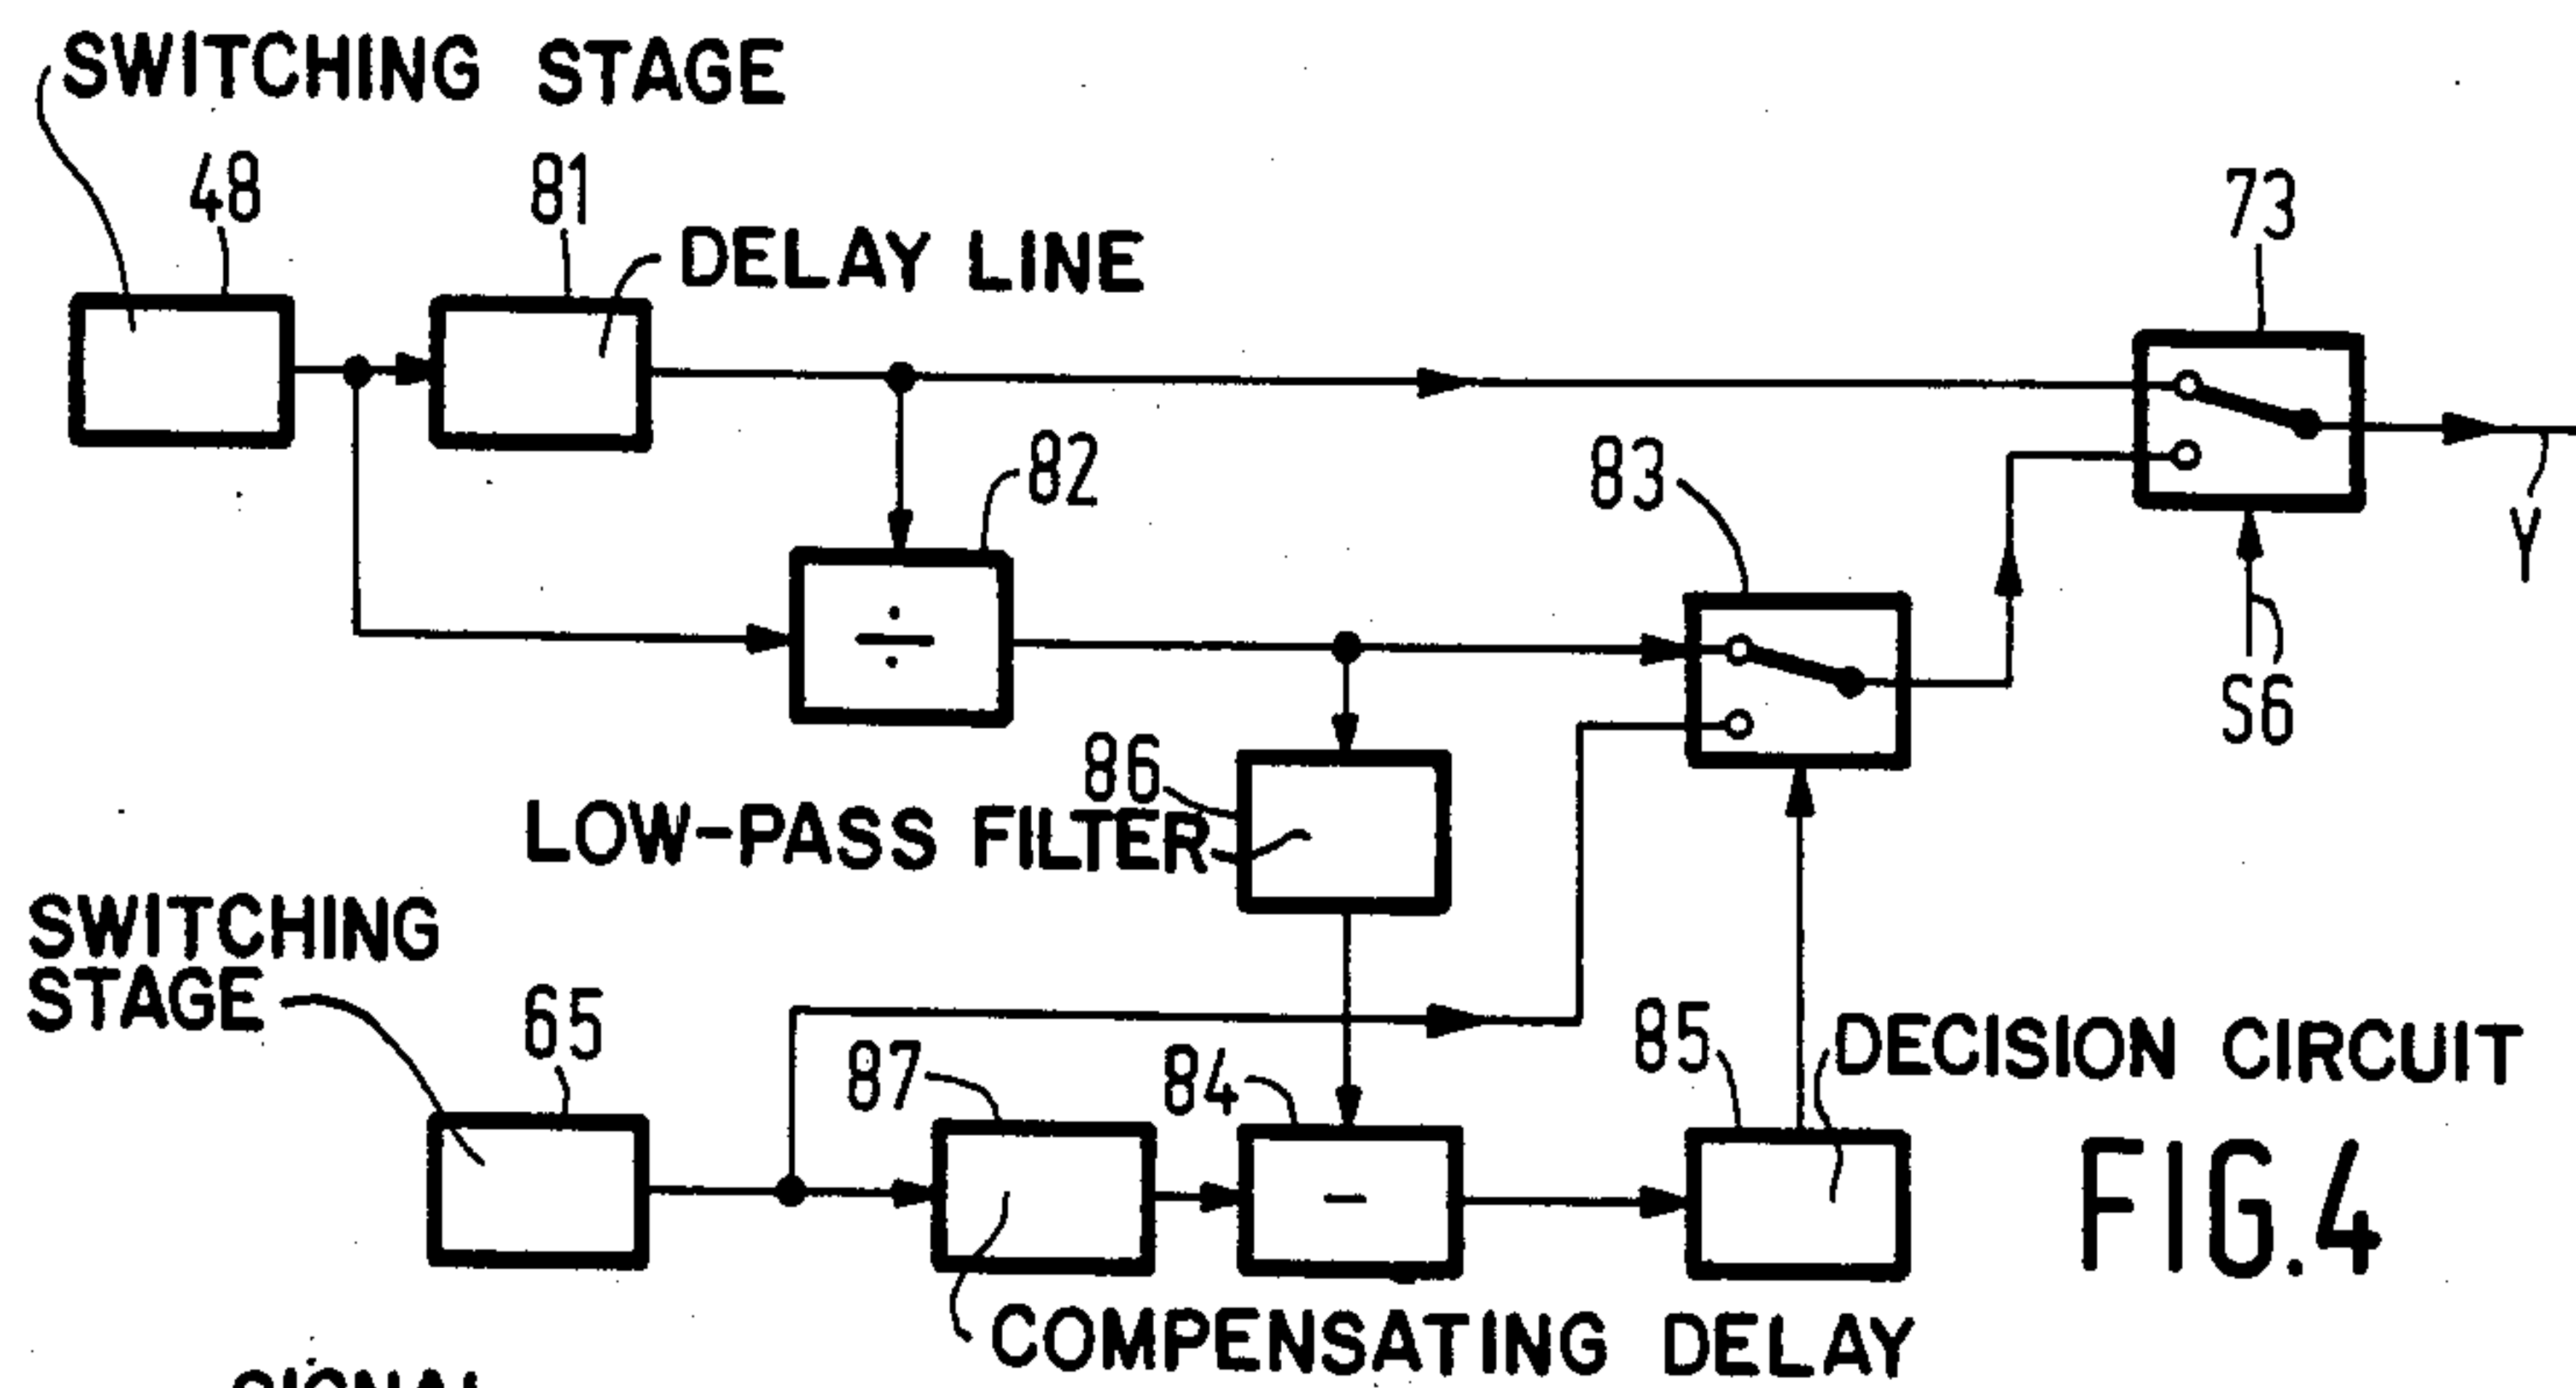 SWITCHING STAGE
48
81
DELAY LINE
73
82
83
÷
Y
S6
86
LOW-PASS FILTER
SWITCHING
STAGE
65
87
84
85
DECISION CIRCUIT
−
FIG.4
COMPENSATING DELAY